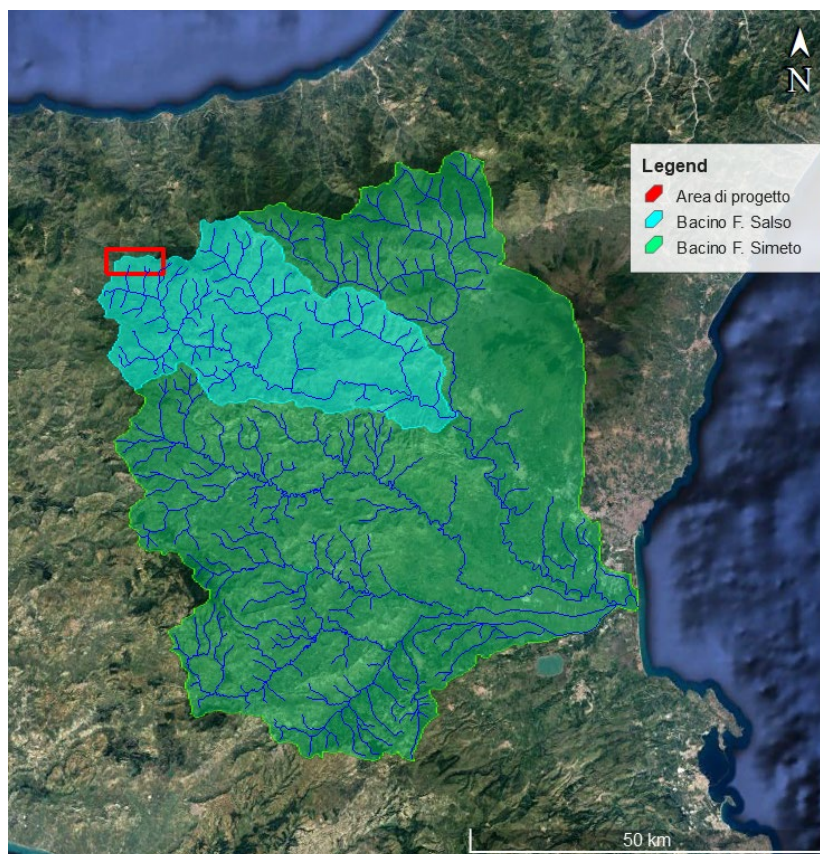 N
Legend
Area di progetto
Bacino F. Salso
Bacino F. Simeto
50 km